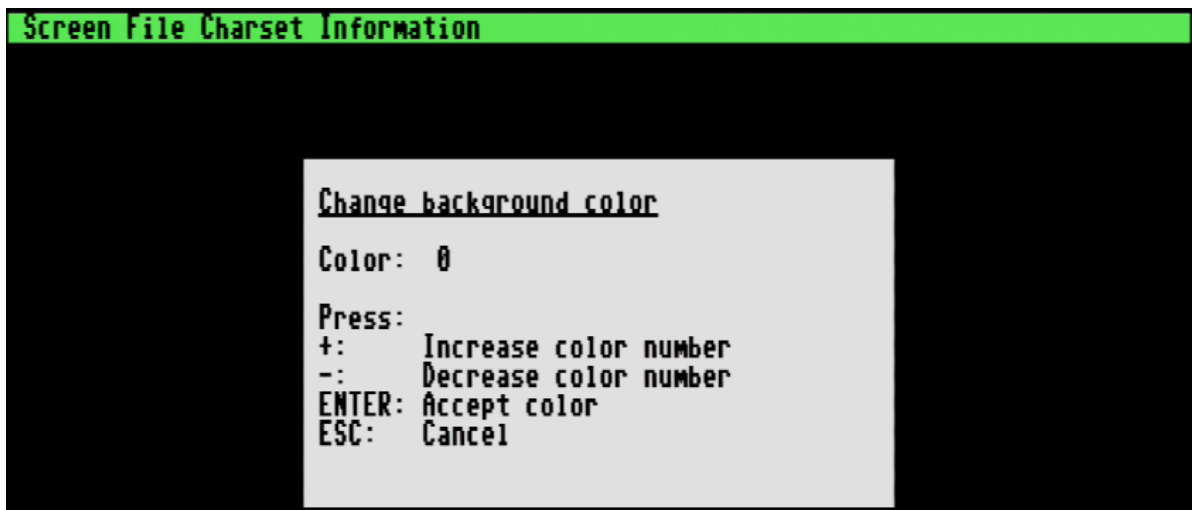 Screen File Charset Information
Change background color
Color: 0
Press:
+: Increase color number
-: Decrease color number
ENTER: Accept color
ESC: Cancel